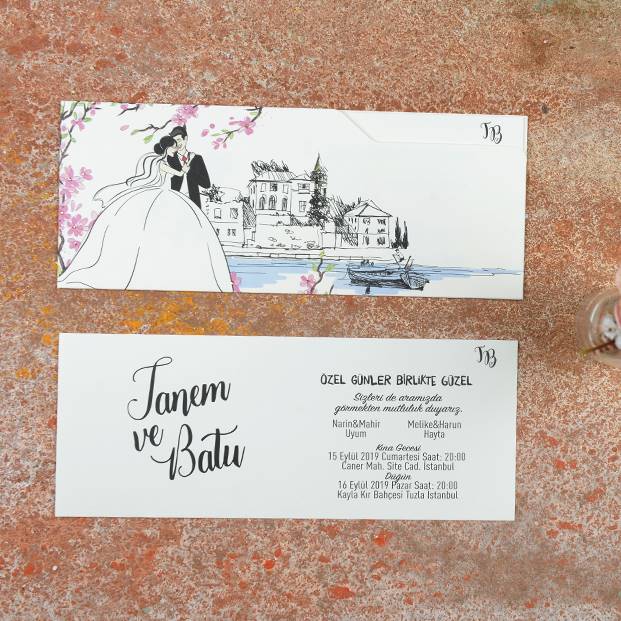 TB
TB
Tanem
ve
Batu
ÖZEL GÜNLER BİRLİKTE GÜZEL
Sizleri de aramızda
görmekten mutluluk duyarız.
Narin&Mahir Melike&Harun
Uyum Hayta
Kına Gecesi
15 Eylül 2019 Cumartesi Saat: 20:00
Caner Mah. Site Cad. İstanbul
Düğün
16 Eylül 2019 Pazar Saat: 20:00
Kayla Kır Bahçesi Tuzla İstanbul